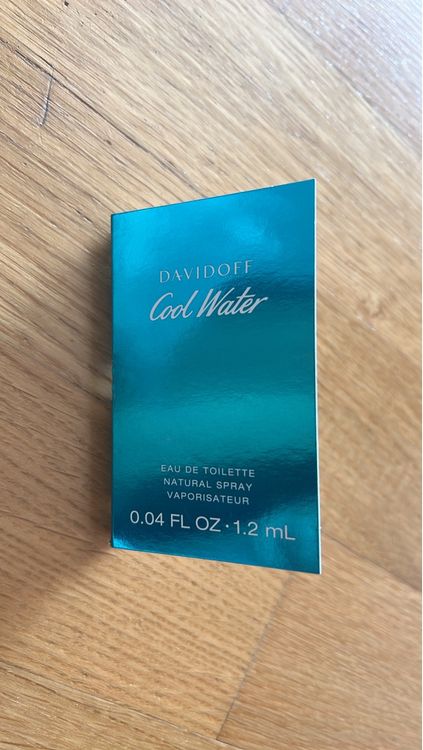 DAVIDOFF
Cool Water
EAU DE TOILETTE
NATURAL SPRAY
VAPORISATEUR
0.04 FL OZ · 1.2 mL